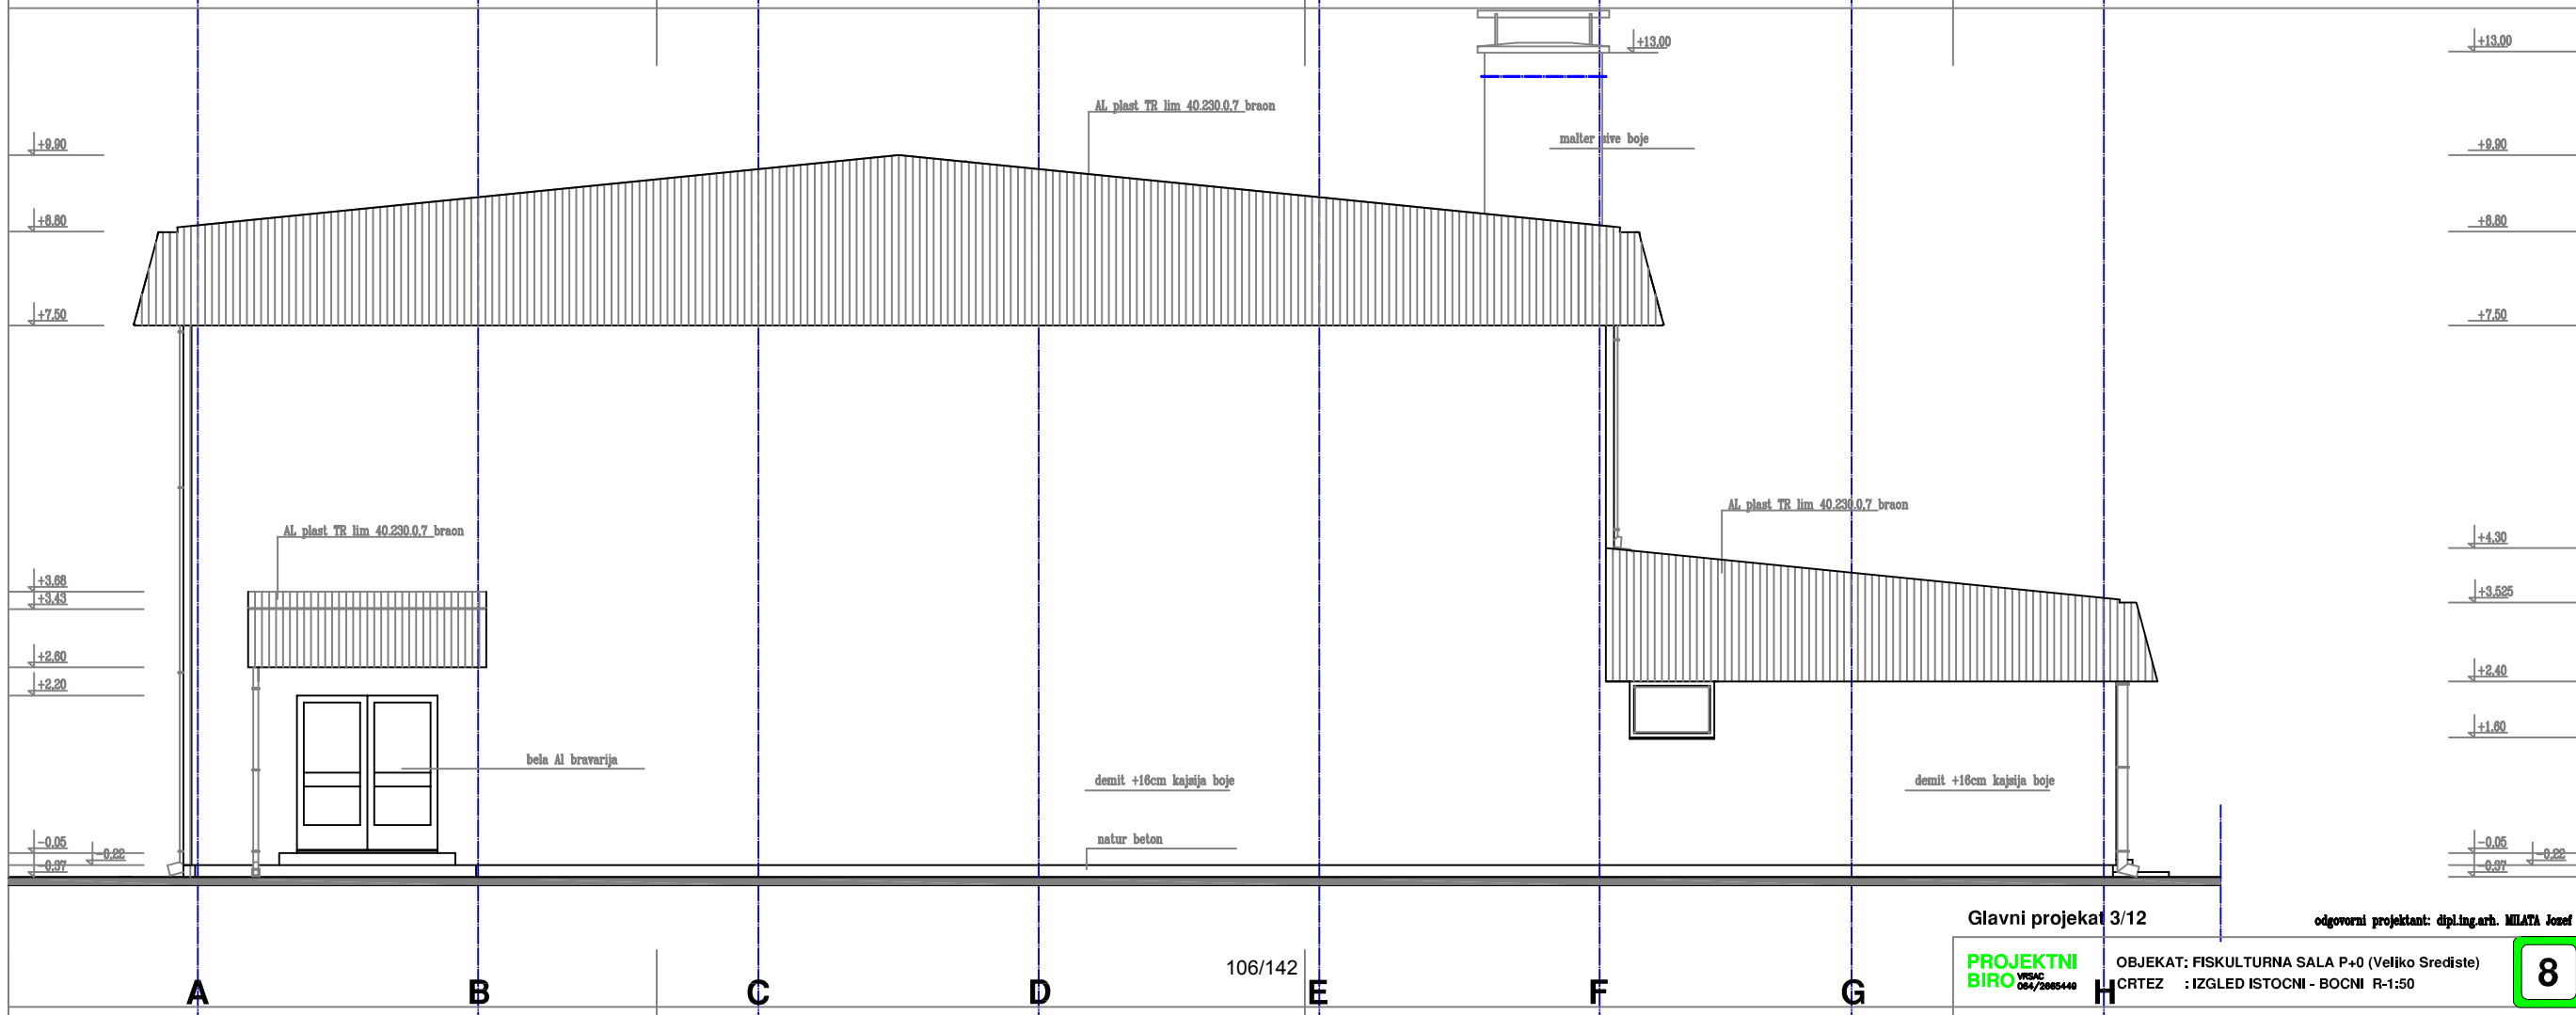 +13.00
+13.00
AL plast TR lim 40.230.0.7 braon
malter sive boje
+9.90
+9.90
+8.80
+8.80
+7.50
+7.50
AL plast TR lim 40.230.0.7 braon
AL plast TR lim 40.230.0.7 braon
+4.30
+3.68
+3.43
+3.525
+2.60
+2.20
+2.40
+1.60
bela Al bravarija
demit +16cm kajsija boje
demit +16cm kajsija boje
natur beton
-0.05
-0.22
-0.37
-0.05
-0.22
-0.37
Glavni projekat 3/12
odgovorni projektant: dipl.ing.arh. MILATA Jozef
106/142
A
B
C
D
E
F
G
H
PROJEKTNI
BIRO VRSAC
064/2665449
OBJEKAT: FISKULTURNA SALA P+0 (Veliko Srediste)
CRTEZ : IZGLED ISTOCNI - BOCNI R-1:50
8